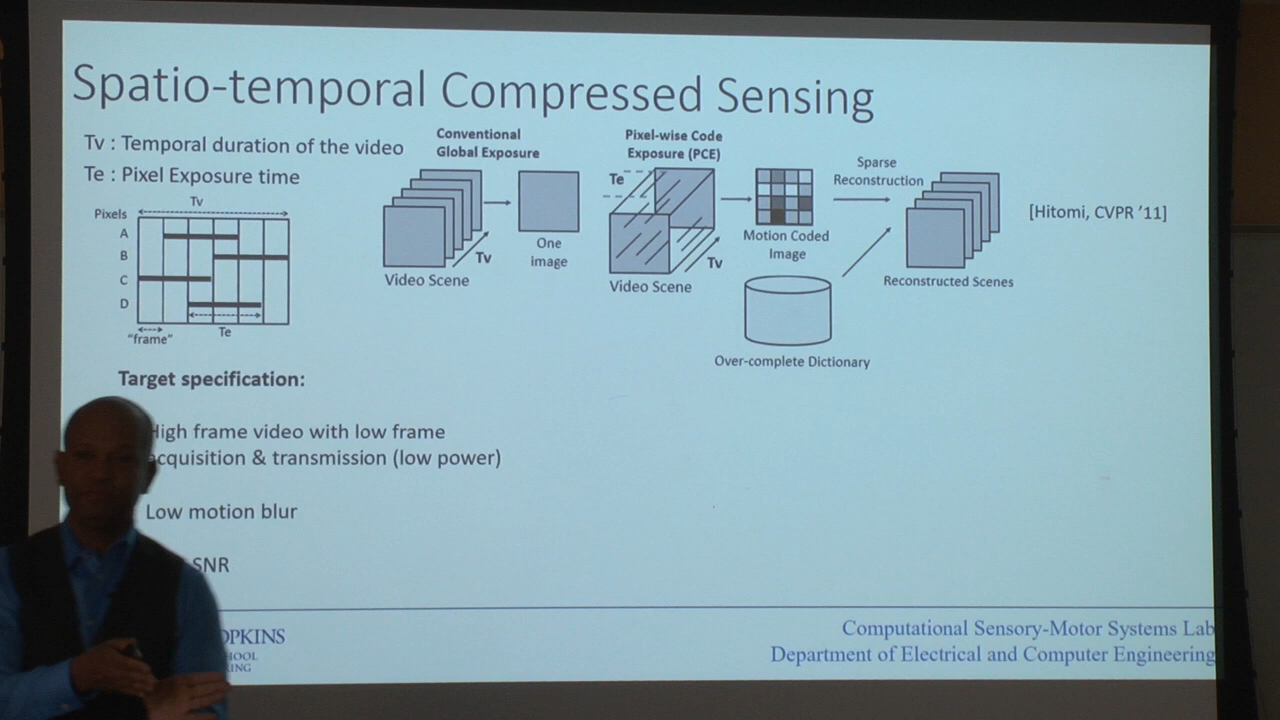 Spatio-temporal Compressed Sensing
Tv : Temporal duration of the video
Te : Pixel Exposure time
Tv
Pixels
A
B
C
D
"frame"
Te
Conventional
Global Exposure
Tv
Video Scene
One
image
Pixel-wise Code
Exposure (PCE)
Te
Tv
Video Scene
Motion Coded
Image
Sparse
Reconstruction
Reconstructed Scenes
Over-complete Dictionary
[Hitomi, CVPR '11]
Target specification:
High frame video with low frame
acquisition & transmission (low power)
Low motion blur
SNR
OPKINS
Computational Sensory-Motor Systems Lab
Department of Electrical and Computer Engineering